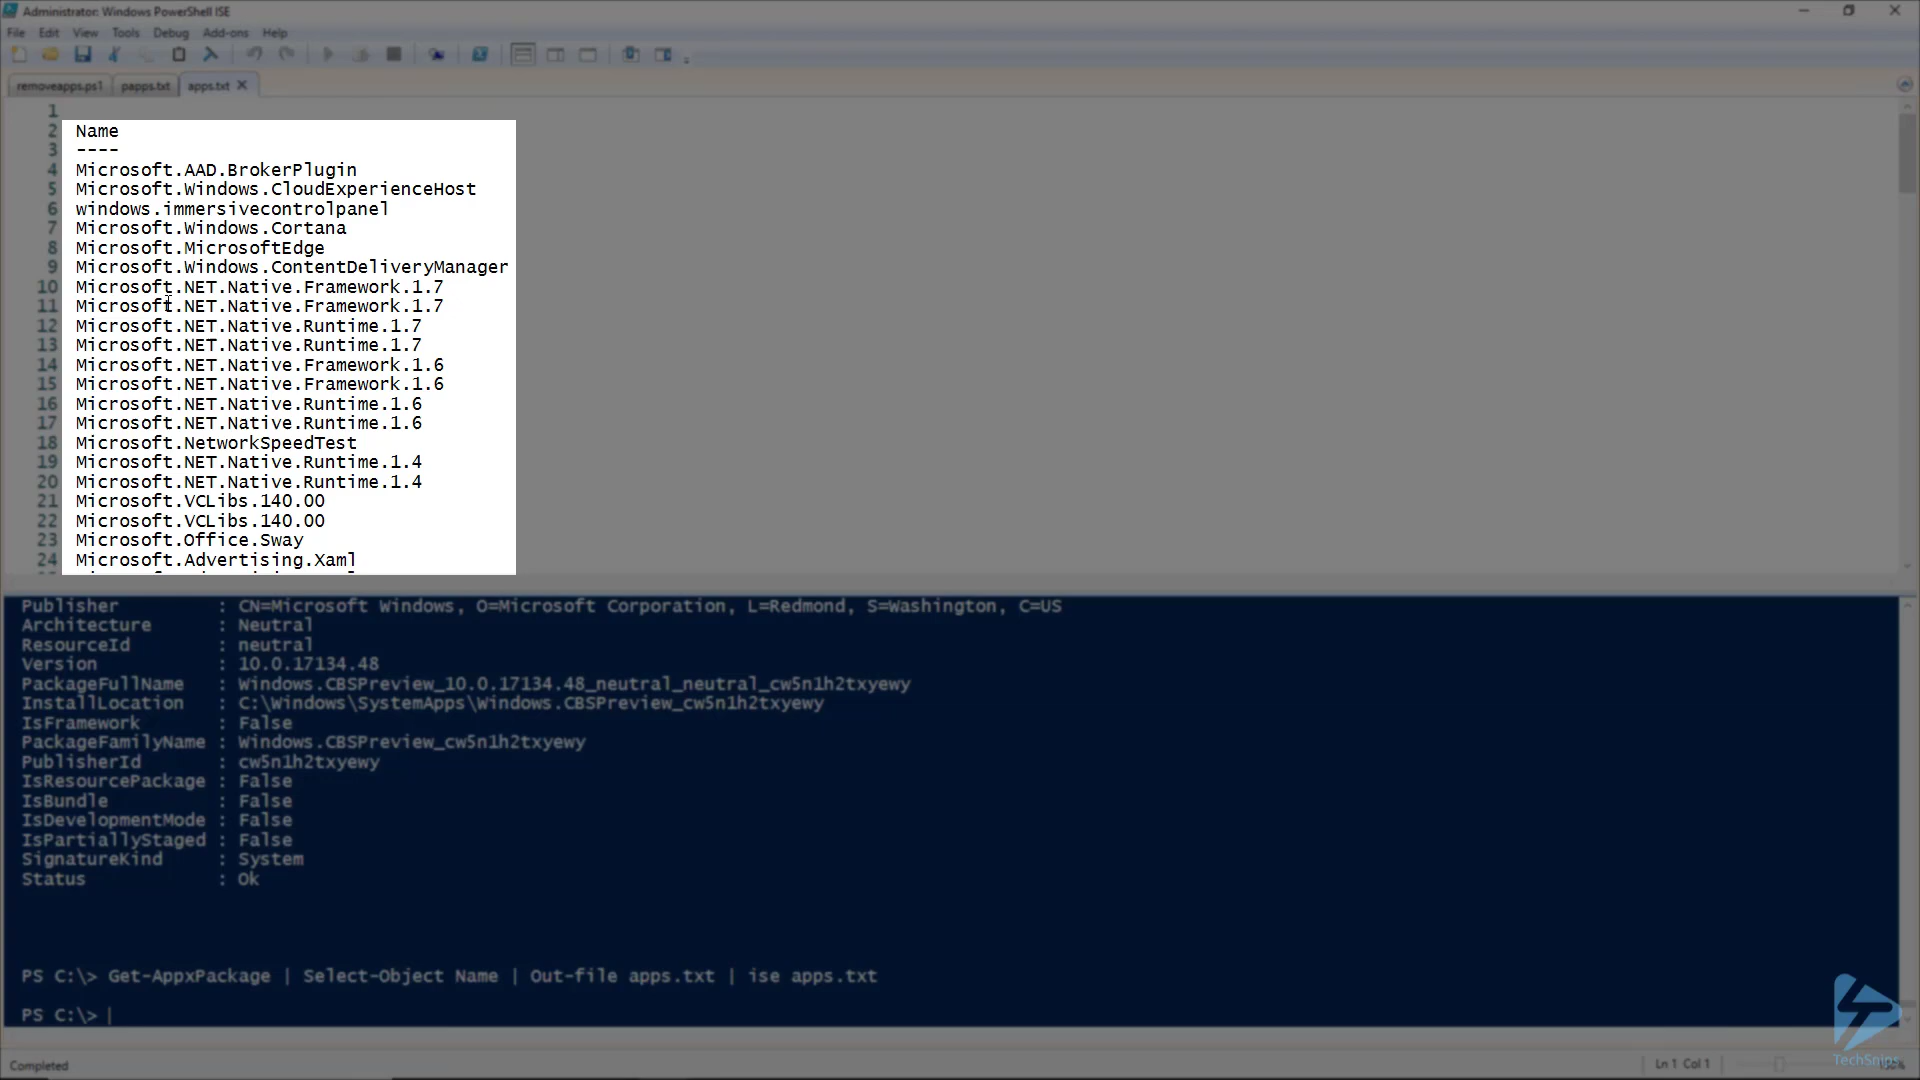 Administrator: Windows PowerShell ISE
File Edit View Tools Debug Add-ons Help
removeapps.ps1 papps.txt apps.txt
1
2 Name
3 ----
4 Microsoft.AAD.BrokerPlugin
5 Microsoft.Windows.CloudExperienceHost
6 windows.immersivecontrolpanel
7 Microsoft.Windows.Cortana
8 Microsoft.MicrosoftEdge
9 Microsoft.Windows.ContentDeliveryManager
10 Microsoft.NET.Native.Framework.1.7
11 Microsoft.NET.Native.Framework.1.7
12 Microsoft.NET.Native.Runtime.1.7
13 Microsoft.NET.Native.Runtime.1.7
14 Microsoft.NET.Native.Framework.1.6
15 Microsoft.NET.Native.Framework.1.6
16 Microsoft.NET.Native.Runtime.1.6
17 Microsoft.NET.Native.Runtime.1.6
18 Microsoft.NetworkSpeedTest
19 Microsoft.NET.Native.Runtime.1.4
20 Microsoft.NET.Native.Runtime.1.4
21 Microsoft.VCLibs.140.00
22 Microsoft.VCLibs.140.00
23 Microsoft.Office.Sway
24 Microsoft.Advertising.Xaml
Publisher : CN=Microsoft Windows, O=Microsoft Corporation, L=Redmond, S=Washington, C=US
Architecture : Neutral
ResourceId : neutral
Version : 10.0.17134.48
PackageFullName : Windows.CBSPreview_10.0.17134.48_neutral_neutral_cw5n1h2txyewy
InstallLocation : C:\Windows\SystemApps\Windows.CBSPreview_cw5n1h2txyewy
IsFramework : False
PackageFamilyName : Windows.CBSPreview_cw5n1h2txyewy
PublisherId : cw5n1h2txyewy
IsResourcePackage : False
IsBundle : False
IsDevelopmentMode : False
IsPartiallyStaged : False
SignatureKind : System
Status : Ok
PS C:\> Get-AppxPackage | Select-Object Name | Out-file apps.txt | ise apps.txt
PS C:\>
TechSnips
Completed
Ln 1 Col 1